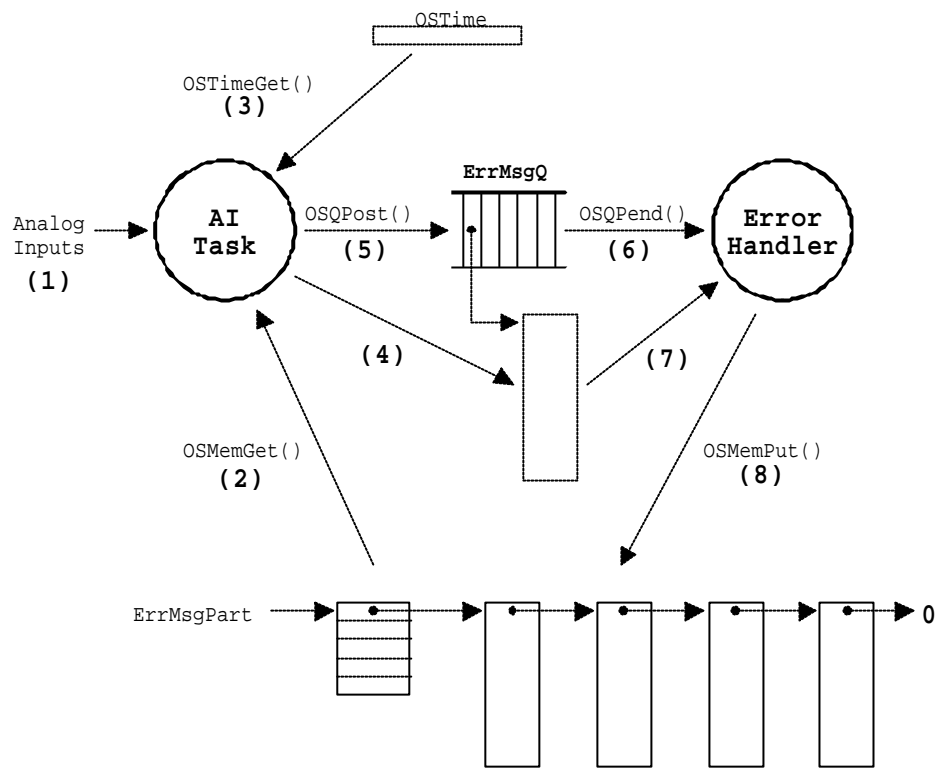 OSTime
OSTimeGet()
(3)
ErrMsgQ
Analog
Inputs
(1)
AI
Task
OSQPost()
(5)
OSQPend()
(6)
Error
Handler
(4)
(7)
OSMemGet()
(2)
OSMemPut()
(8)
ErrMsgPart
0